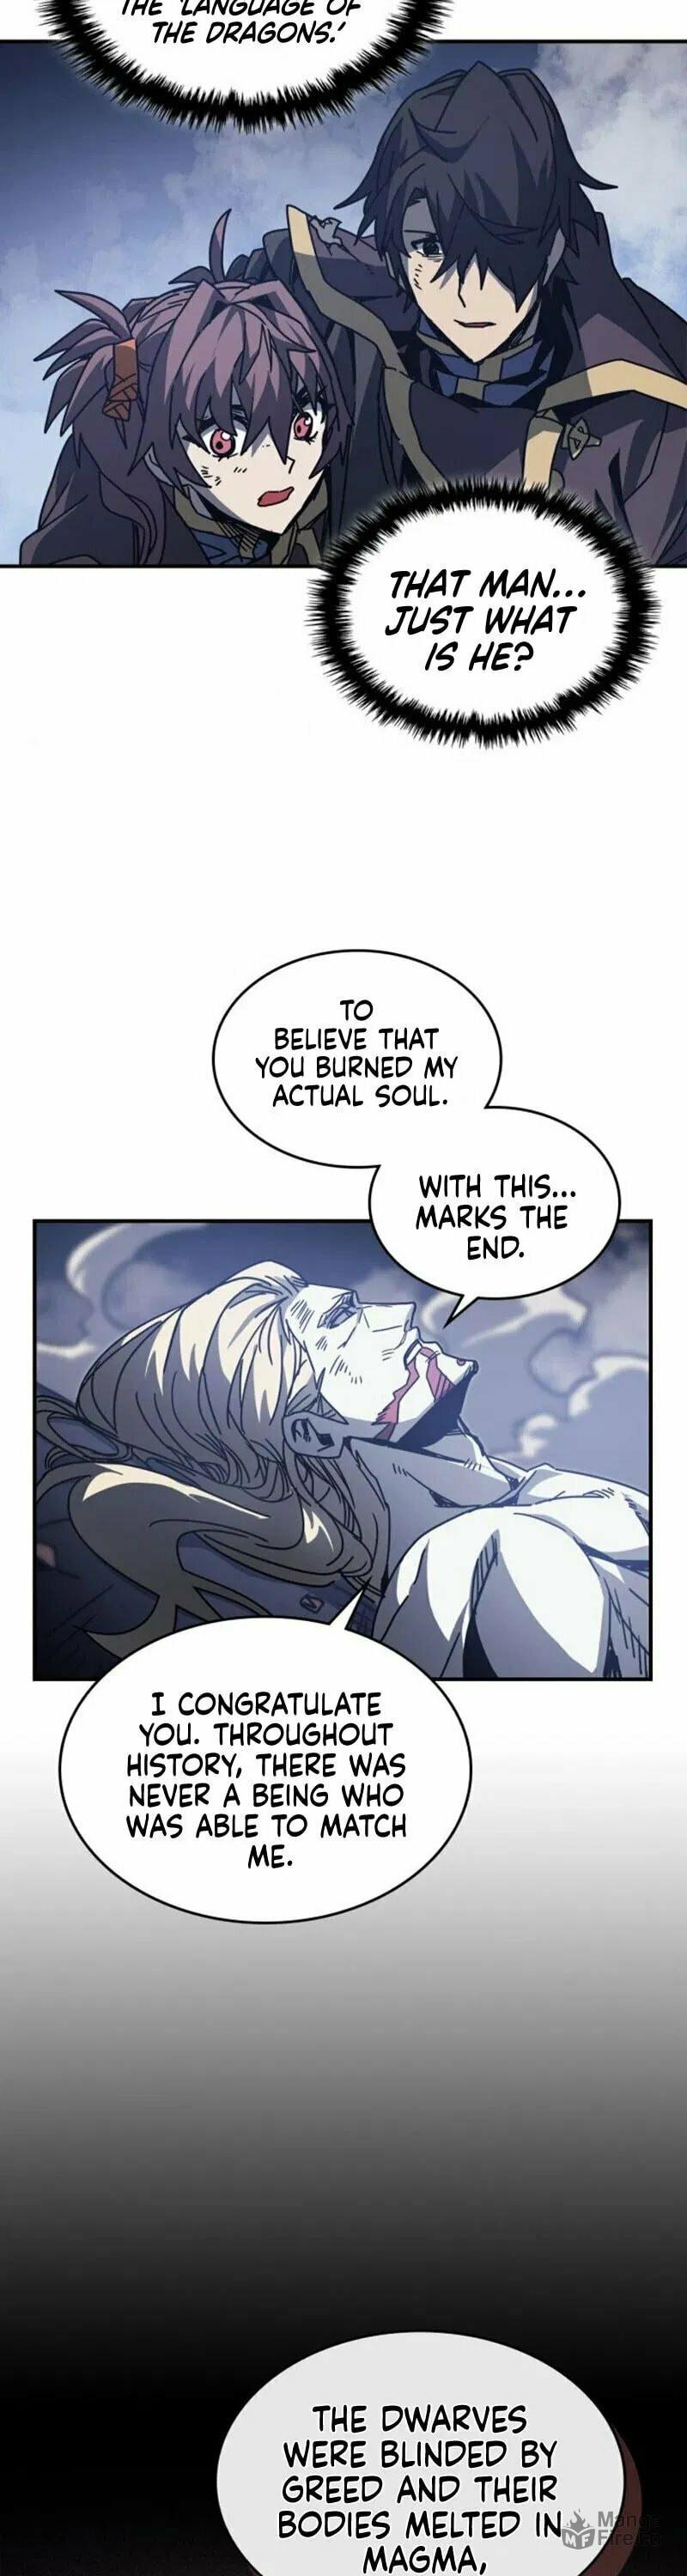 THE 'LANGUAGE OF
THE DRAGONS.'
THAT MAN...
JUST WHAT
IS HE?
TO
BELIEVE THAT
YOU BURNED MY
ACTUAL SOUL.
WITH THIS...
MARKS THE
END.
I CONGRATULATE
YOU. THROUGHOUT
HISTORY, THERE WAS
NEVER A BEING WHO
WAS ABLE TO MATCH
ME.
THE DWARVES
WERE BLINDED BY
GREED AND THEIR
BODIES MELTED IN
MAGMA,